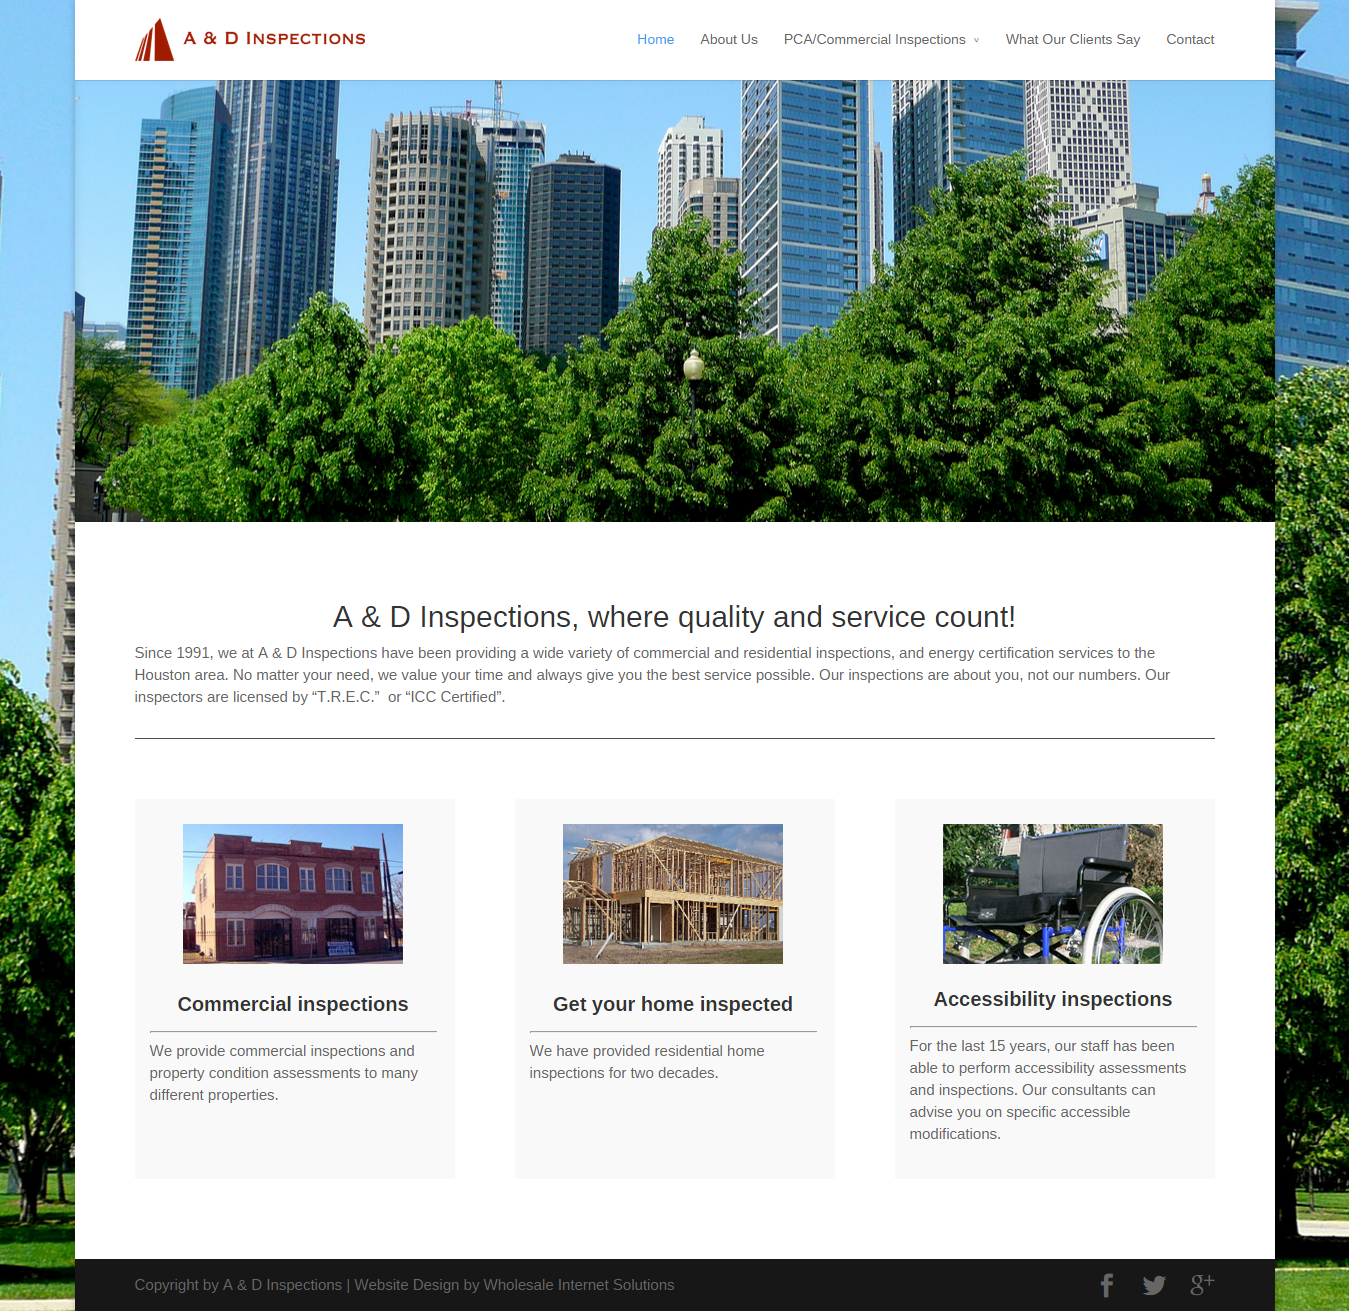 A & D INSPECTIONS
Home About Us PCA/Commercial Inspections What Our Clients Say Contact
A & D Inspections, where quality and service count!
Since 1991, we at A & D Inspections have been providing a wide variety of commercial and residential inspections, and energy certification services to the
Houston area. No matter your need, we value your time and always give you the best service possible. Our inspections are about you, not our numbers. Our
inspectors are licensed by “T.R.E.C.”  or “ICC Certified”.
Commercial inspections
We provide commercial inspections and
property condition assessments to many
different properties.
Get your home inspected
We have provided residential home
inspections for two decades.
Accessibility inspections
For the last 15 years, our staff has been
able to perform accessibility assessments
and inspections. Our consultants can
advise you on specific accessible
modifications.
Copyright by A & D Inspections | Website Design by Wholesale Internet Solutions